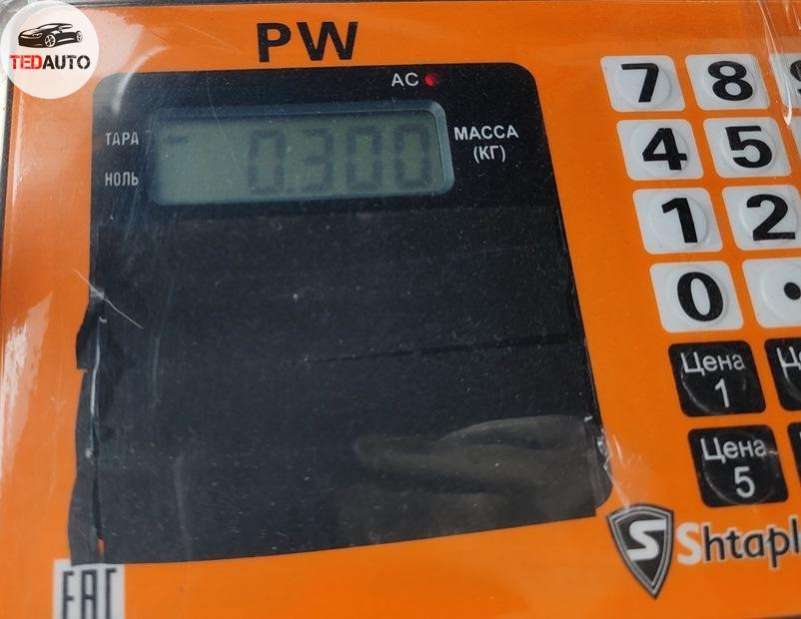 TEDAUTO
PW
AC
ТАРА
НОЛЬ
- 0.300
МАССА
(КГ)
7 8
4 5
1 2
0 .
Цена
1
Цена
5
S
Shtapl
EAC